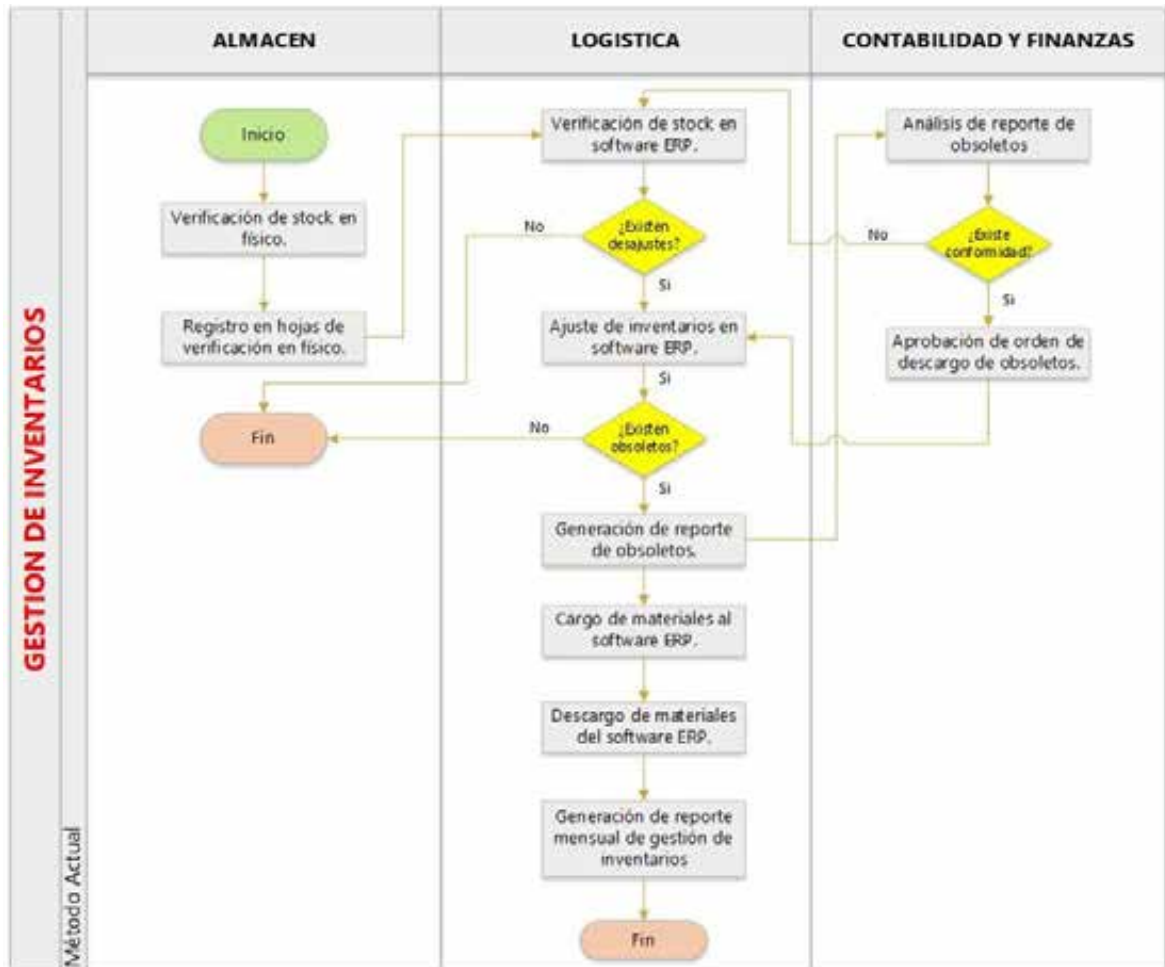 GESTION DE INVENTARIOS
Método Actual
ALMACEN
LOGISTICA
CONTABILIDAD Y FINANZAS
Inicio
Verificación de stock en
físico.
Registro en hojas de
verificación en físico.
Fin
Verificación de stock en
software ERP.
¿Existen
desajustes?
No
Si
Ajuste de inventarios en
software ERP.
Si
¿Existen
obsoletos?
No
Si
Generación de reporte
de obsoletos.
Cargo de materiales al
software ERP.
Descargo de materiales
del software ERP.
Generación de reporte
mensual de gestión de
inventarios
Fin
Análisis de reporte de
obsoletos
¿Existe
conformidad?
No
Si
Aprobación de orden de
descargo de obsoletos.